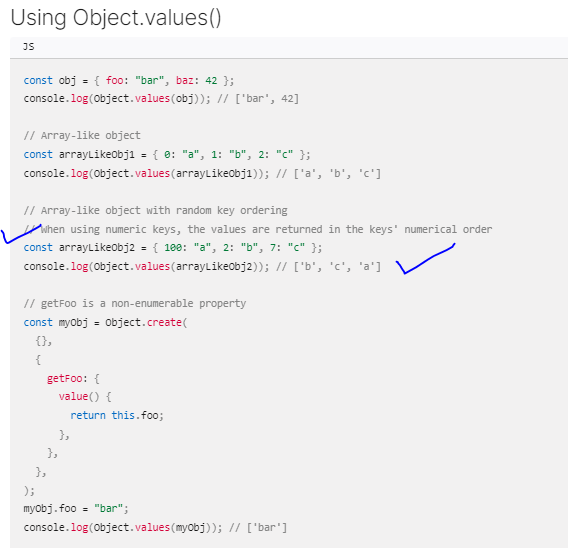 Using Object.values()
JS
const obj = { foo: "bar", baz: 42 };
console.log(Object.values(obj)); // ['bar', 42]
// Array-like object
const arrayLikeObj1 = { 0: "a", 1: "b", 2: "c" };
console.log(Object.values(arrayLikeObj1)); // ['a', 'b', 'c']
// Array-like object with random key ordering
// When using numeric keys, the values are returned in the keys' numerical order
const arrayLikeObj2 = { 100: "a", 2: "b", 7: "c" };
console.log(Object.values(arrayLikeObj2)); // ['b', 'c', 'a']
// getFoo is a non-enumerable property
const myObj = Object.create(
  {},
  {
    getFoo: {
      value() {
        return this.foo;
      },
    },
  },
);
myObj.foo = "bar";
console.log(Object.values(myObj)); // ['bar']